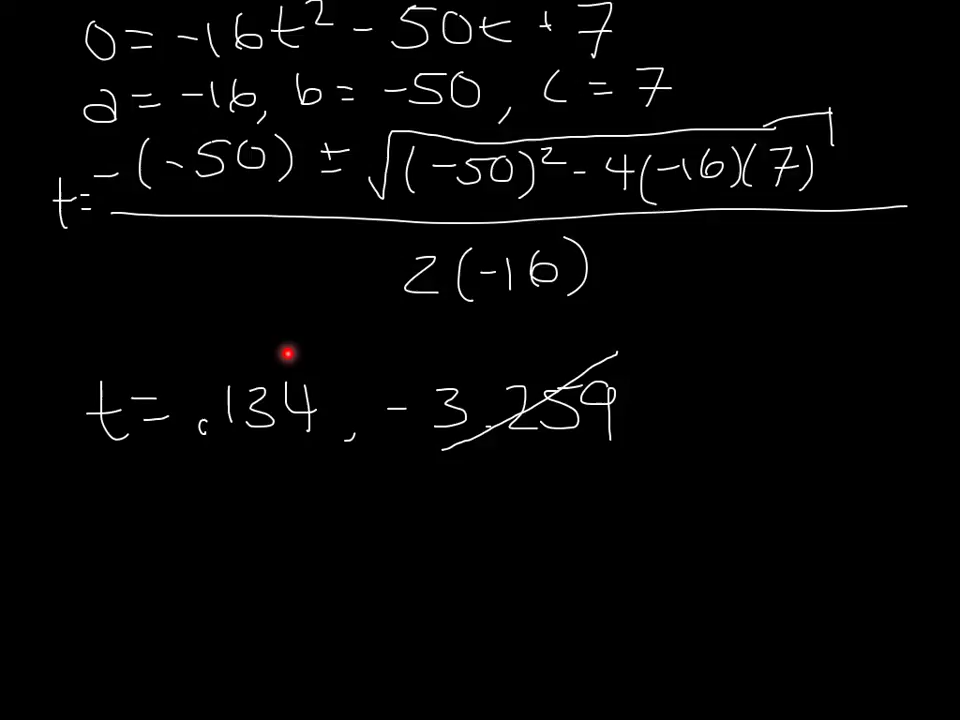 0 = -16t² - 50t + 7
a = -16, b = -50, c = 7
t = -(-50) ± √(-50)² - 4(-16)(7)
2(-16)
t = .134, -3.259